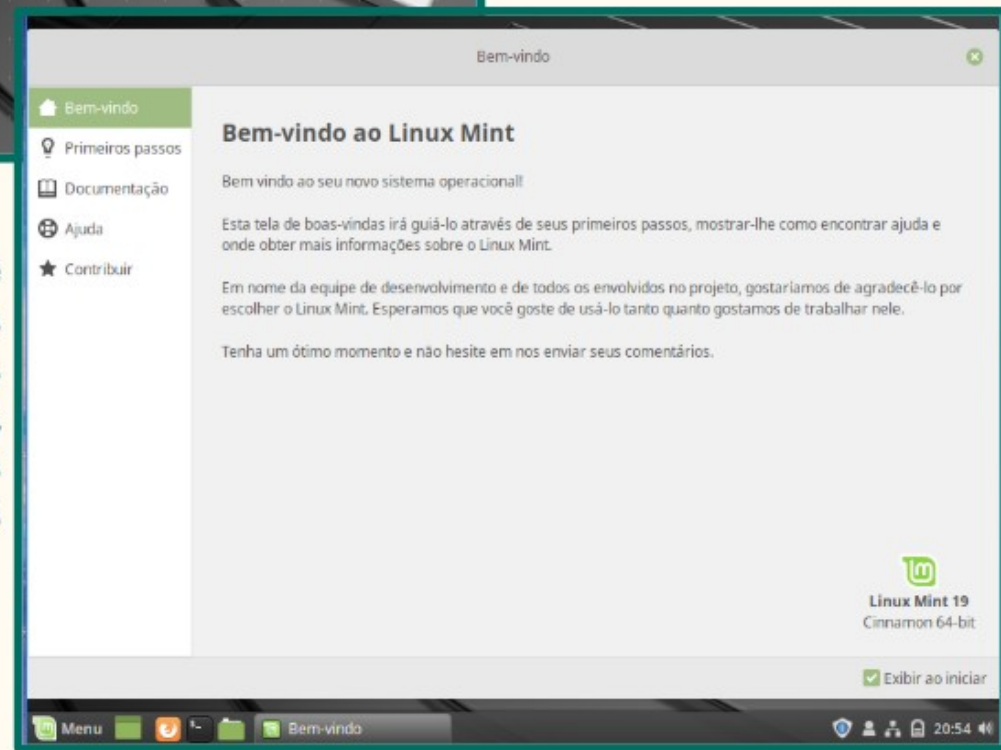 Bem-vindo
Bem-vindo
Primeiros passos
Documentação
Ajuda
Contribuir
Bem-vindo ao Linux Mint
Bem vindo ao seu novo sistema operacional!
Esta tela de boas-vindas irá guiá-lo através de seus primeiros passos, mostrar-lhe como encontrar ajuda e
onde obter mais informações sobre o Linux Mint.
Em nome da equipe de desenvolvimento e de todos os envolvidos no projeto, gostaríamos de agradecê-lo por
escolher o Linux Mint. Esperamos que você goste de usá-lo tanto quanto gostamos de trabalhar nele.
Tenha um ótimo momento e não hesite em nos enviar seus comentários.
Linux Mint 19
Cinnamon 64-bit
Exibir ao iniciar
Menu
Bem-vindo
20:54